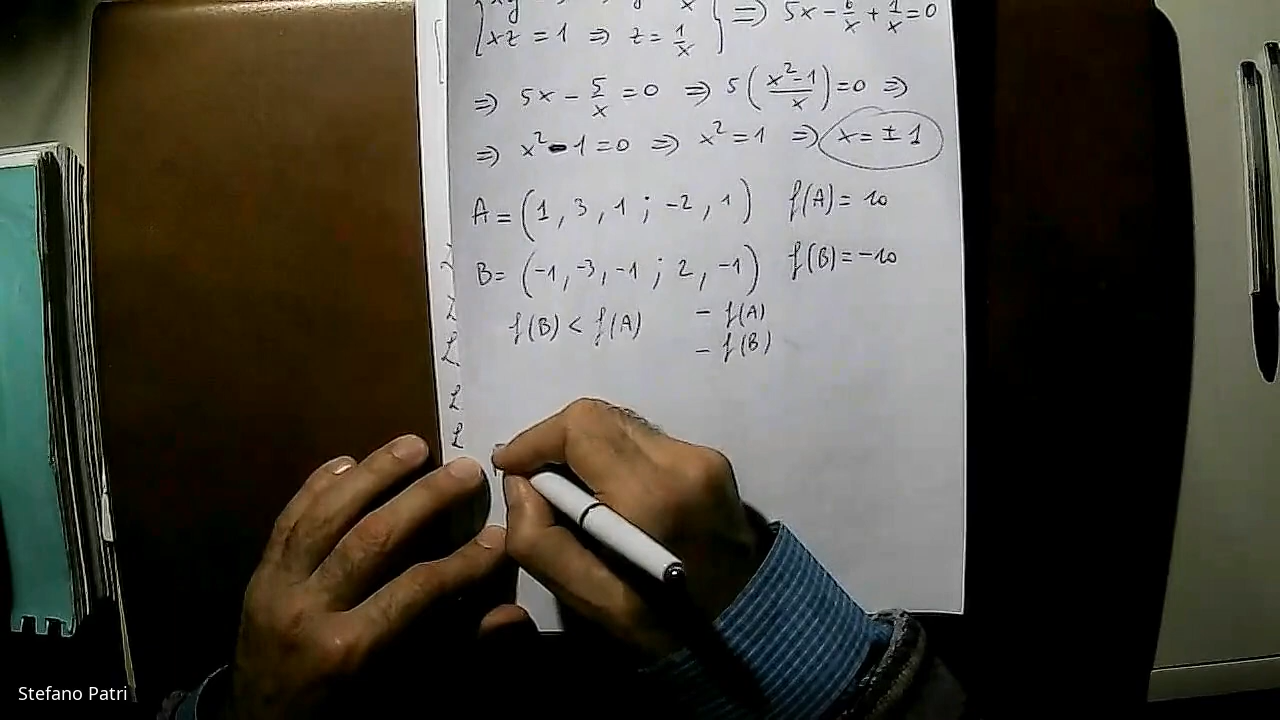 xz = 1 ⇒ z = 1/x } ⇒ 5x - 6/x + 1/x = 0
⇒ 5x - 5/x = 0 ⇒ 5 ( x² - 1 / x ) = 0 ⇒
⇒ x² - 1 = 0 ⇒ x² = 1 ⇒ x = ± 1
A = ( 1 , 3 , 1 ; -2 , 1 ) f(A) = 10
B = ( -1 , -3 , -1 ; 2 , -1 ) f(B) = -10
f(B) < f(A)
- f(A)
- f(B)
Stefano Patri